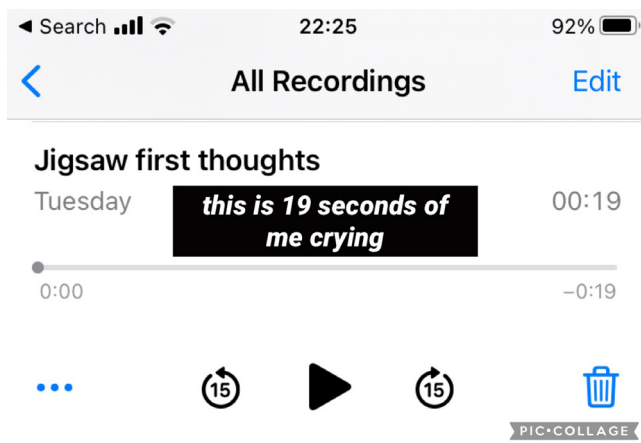 ◀ Search 22:25 92%
All Recordings Edit
Jigsaw first thoughts
Tuesday 00:19
this is 19 seconds of
me crying
0:00 −0:19
15 15
PIC•COLLAGE